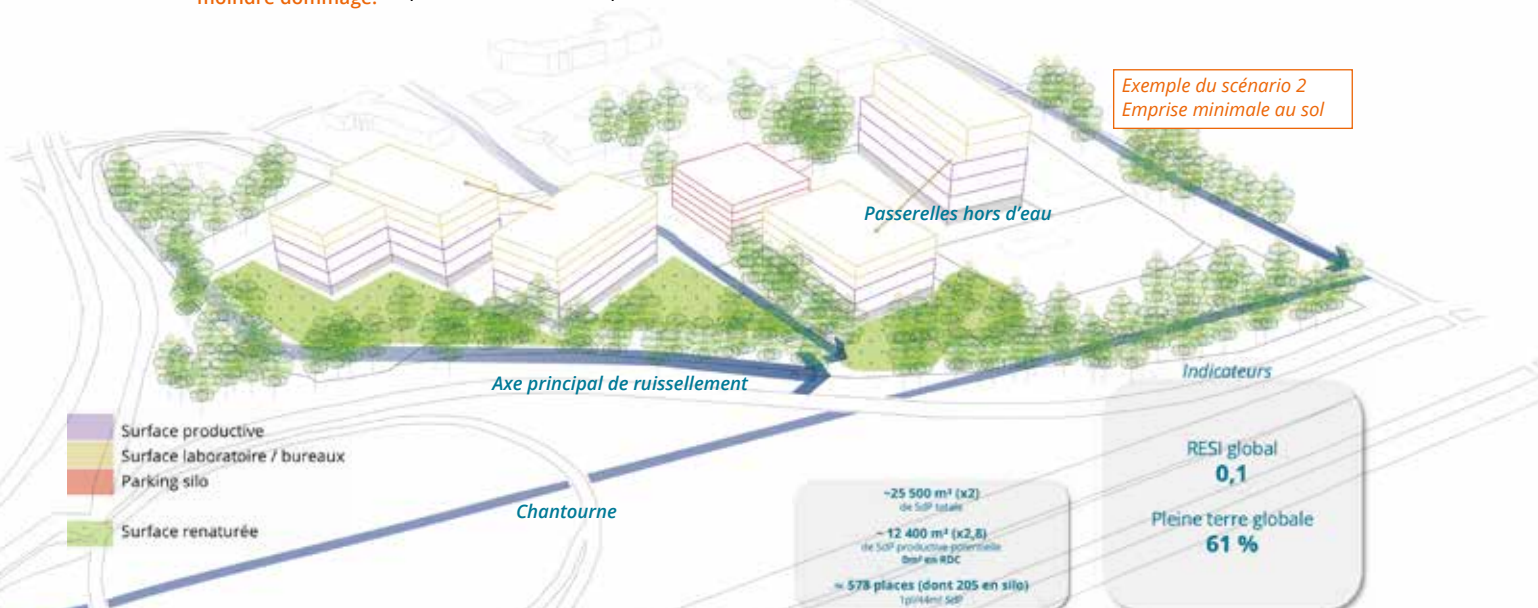 moindre dommage.
Exemple du scénario 2
Emprise minimale au sol
Passerelles hors d'eau
Axe principal de ruissellement
Chantourne
Surface productive
Surface laboratoire / bureaux
Parking silo
Surface renaturée
~25 500 m² (x2)
de SdP totale
~ 12 400 m² (x2,8)
de SdP productive potentielle
0m² en RDC
≈ 578 places (dont 205 en silo)
1pl/44m² SdP
Indicateurs
RESI global
0,1
Pleine terre globale
61 %